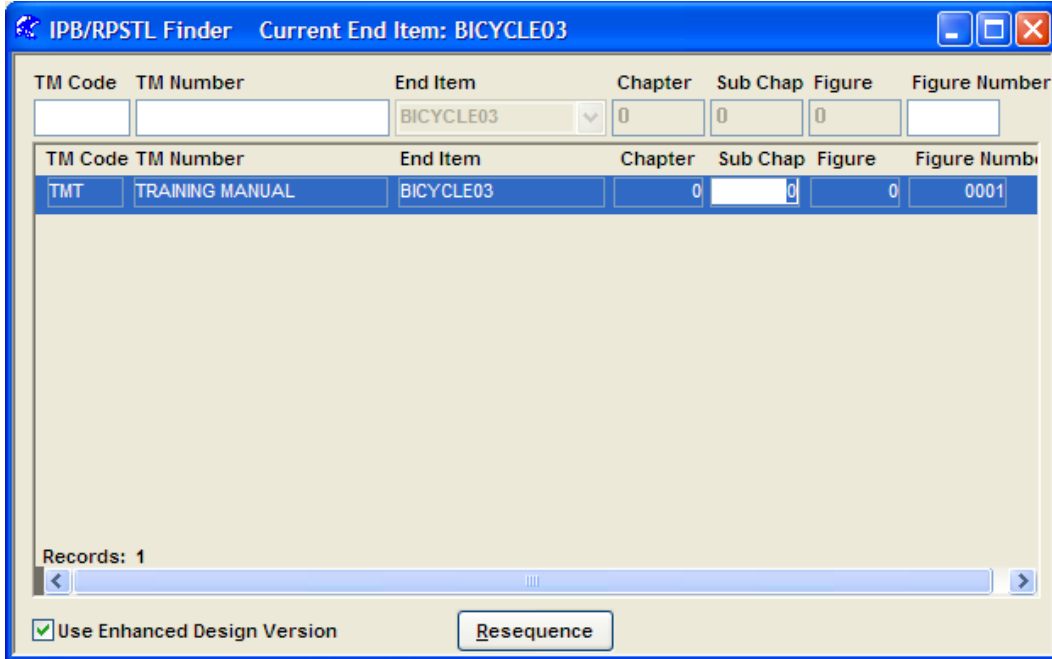 IPB/RPSTL Finder Current End Item: BICYCLE03
TM Code TM Number End Item Chapter Sub Chap Figure Figure Number
BICYCLE03 0 0 0
TM Code TM Number End Item Chapter Sub Chap Figure Figure Numbe
TMT TRAINING MANUAL BICYCLE03 0 0 0 0001
Records: 1
Use Enhanced Design Version Resequence